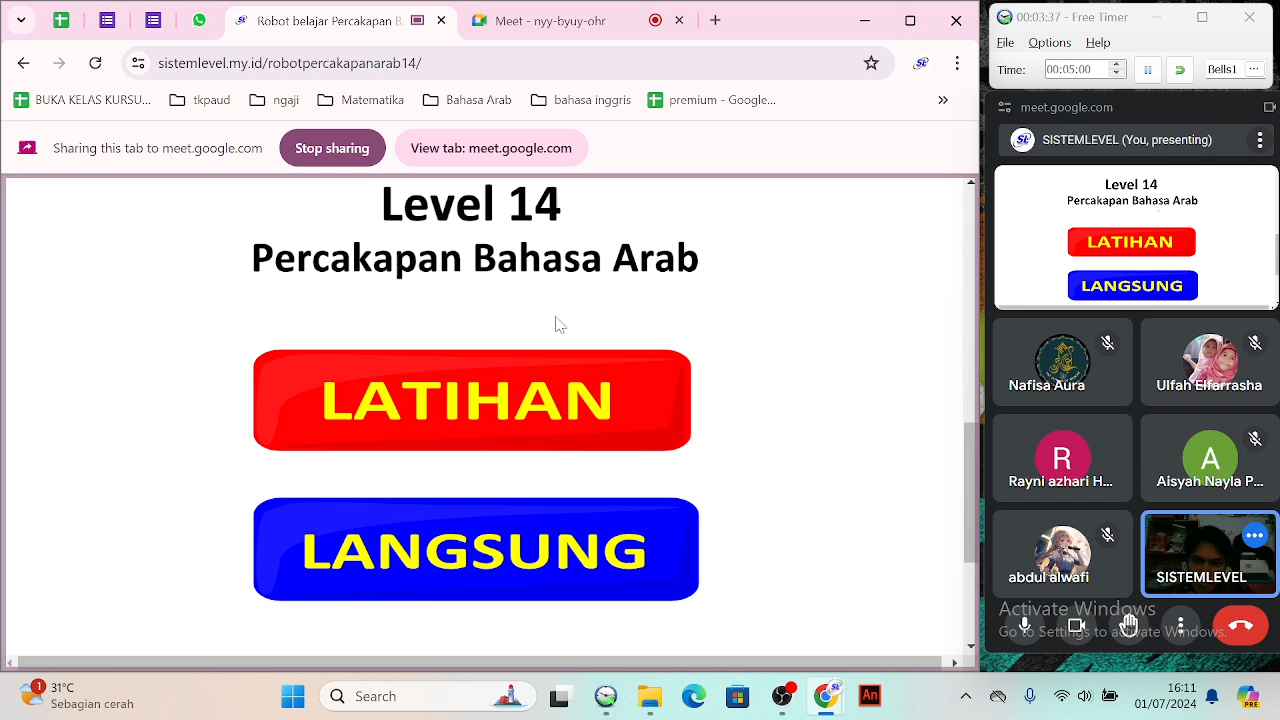 Robot belajar Percakapan B
Meet - nyy-byuy-ohr
sistemlevel.my.id/robotpercakapanarab14/
BUKA KELAS KURSU...
tkpaud
ngaji
Matematika
Bahasa Arab
bahasa inggris
premium - Google...
Sharing this tab to meet.google.com
Stop sharing
View tab: meet.google.com
Level 14
Percakapan Bahasa Arab
LATIHAN
LANGSUNG
00:03:37 - Free Timer
File Options Help
Time: 00:05:00 Bells1 ...
meet.google.com
SISTEMLEVEL (You, presenting)
Level 14
Percakapan Bahasa Arab
LATIHAN
LANGSUNG
Nafisa Aura
Ulfah Elfarrasha
R
A
Aisyah Nayla P...
abdul awafi
SISTEMLEVEL
Activate Windows
Go to Settings to activate Windows.
1
31°C
Sebagian cerah
Search
An
PRE
16:11
01/07/2024